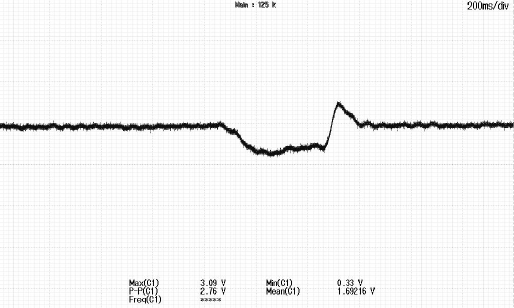 Main : 125 k
200ms/div
Max(C1) 3.09 V Min(C1) 0.33 V
P-P(C1) 2.76 V Mean(C1) 1.69216 V
Freq(C1) *****